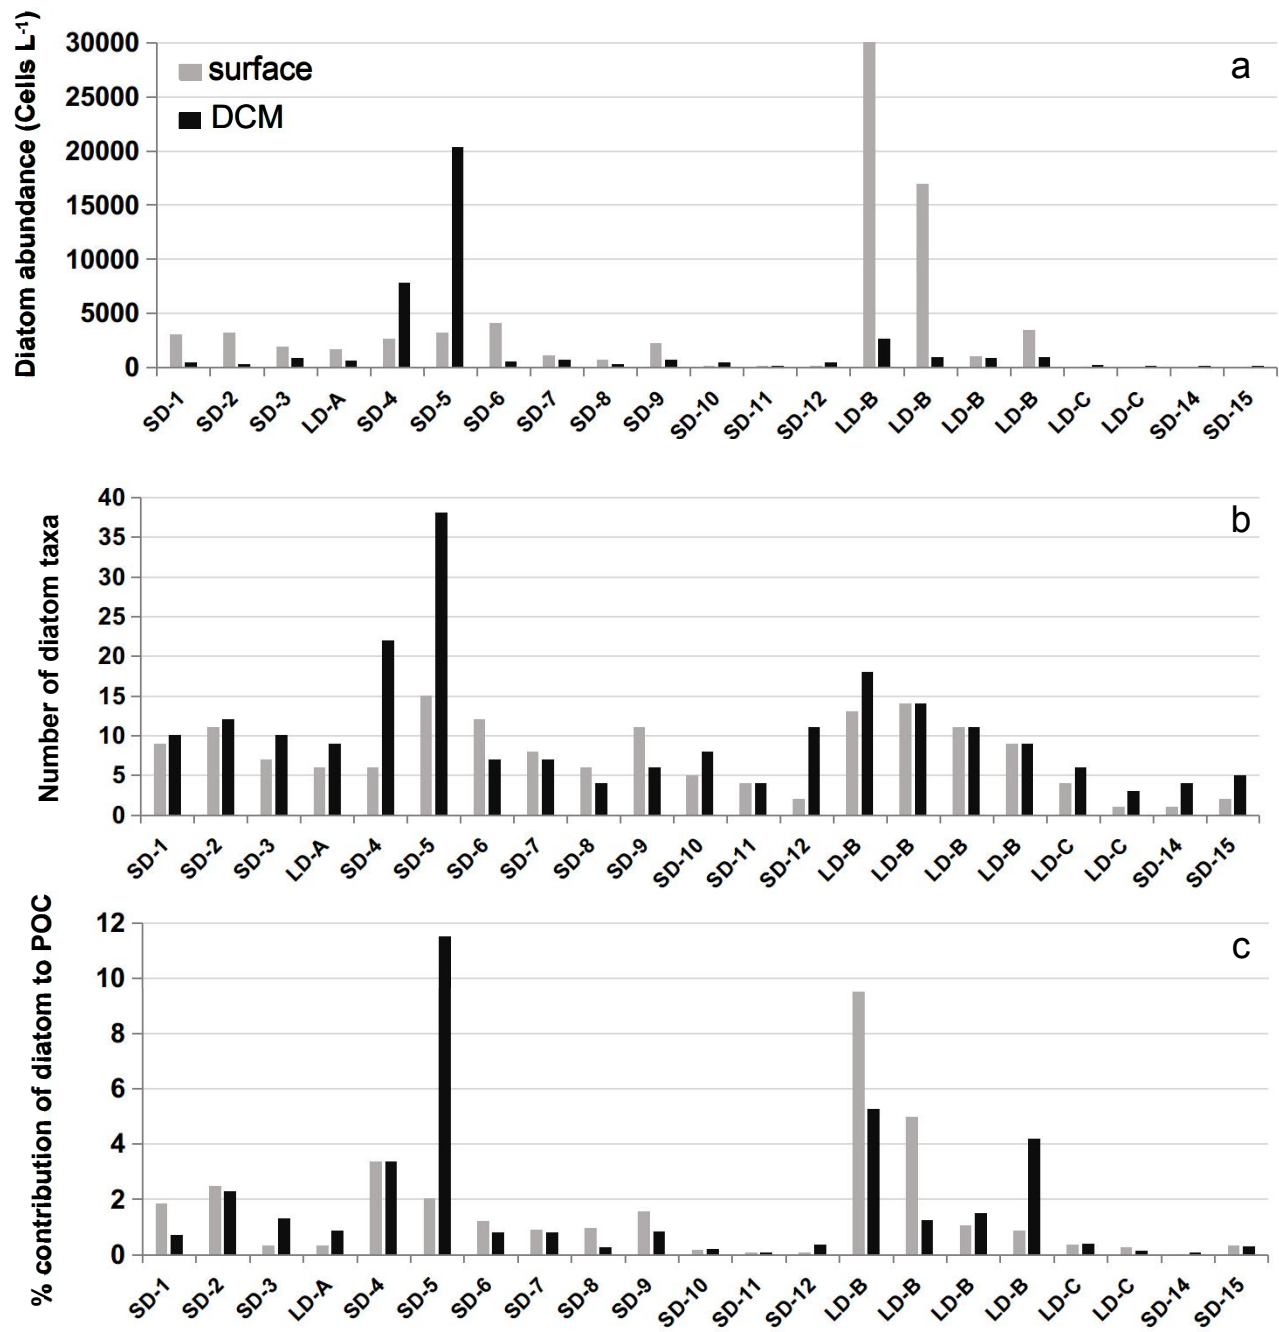 Diatom abundance (Cells L-1)
30000
25000
20000
15000
10000
5000
0
surface
DCM
a
SD-1
SD-2
SD-3
LD-A
SD-4
SD-5
SD-6
SD-7
SD-8
SD-9
SD-10
SD-11
SD-12
LD-B
LD-B
LD-B
LD-B
LD-C
LD-C
SD-14
SD-15
Number of diatom taxa
40
35
30
25
20
15
10
5
0
b
SD-1
SD-2
SD-3
LD-A
SD-4
SD-5
SD-6
SD-7
SD-8
SD-9
SD-10
SD-11
SD-12
LD-B
LD-B
LD-B
LD-B
LD-C
LD-C
SD-14
SD-15
% contribution of diatom to POC
12
10
8
6
4
2
0
c
SD-1
SD-2
SD-3
LD-A
SD-4
SD-5
SD-6
SD-7
SD-8
SD-9
SD-10
SD-11
SD-12
LD-B
LD-B
LD-B
LD-B
LD-C
LD-C
SD-14
SD-15